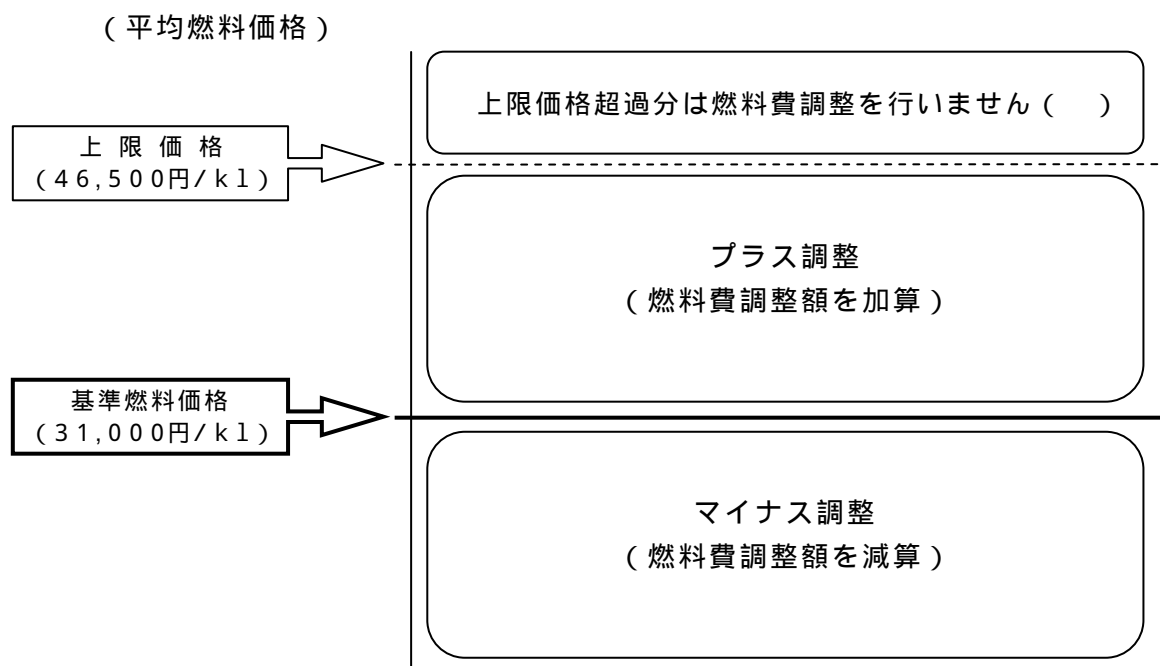 (平均燃料価格)
上限価格超過分は燃料費調整を行いません(　)
上限価格
(46,500円/kl)
プラス調整
(燃料費調整額を加算)
基準燃料価格
(31,000円/kl)
マイナス調整
(燃料費調整額を減算)